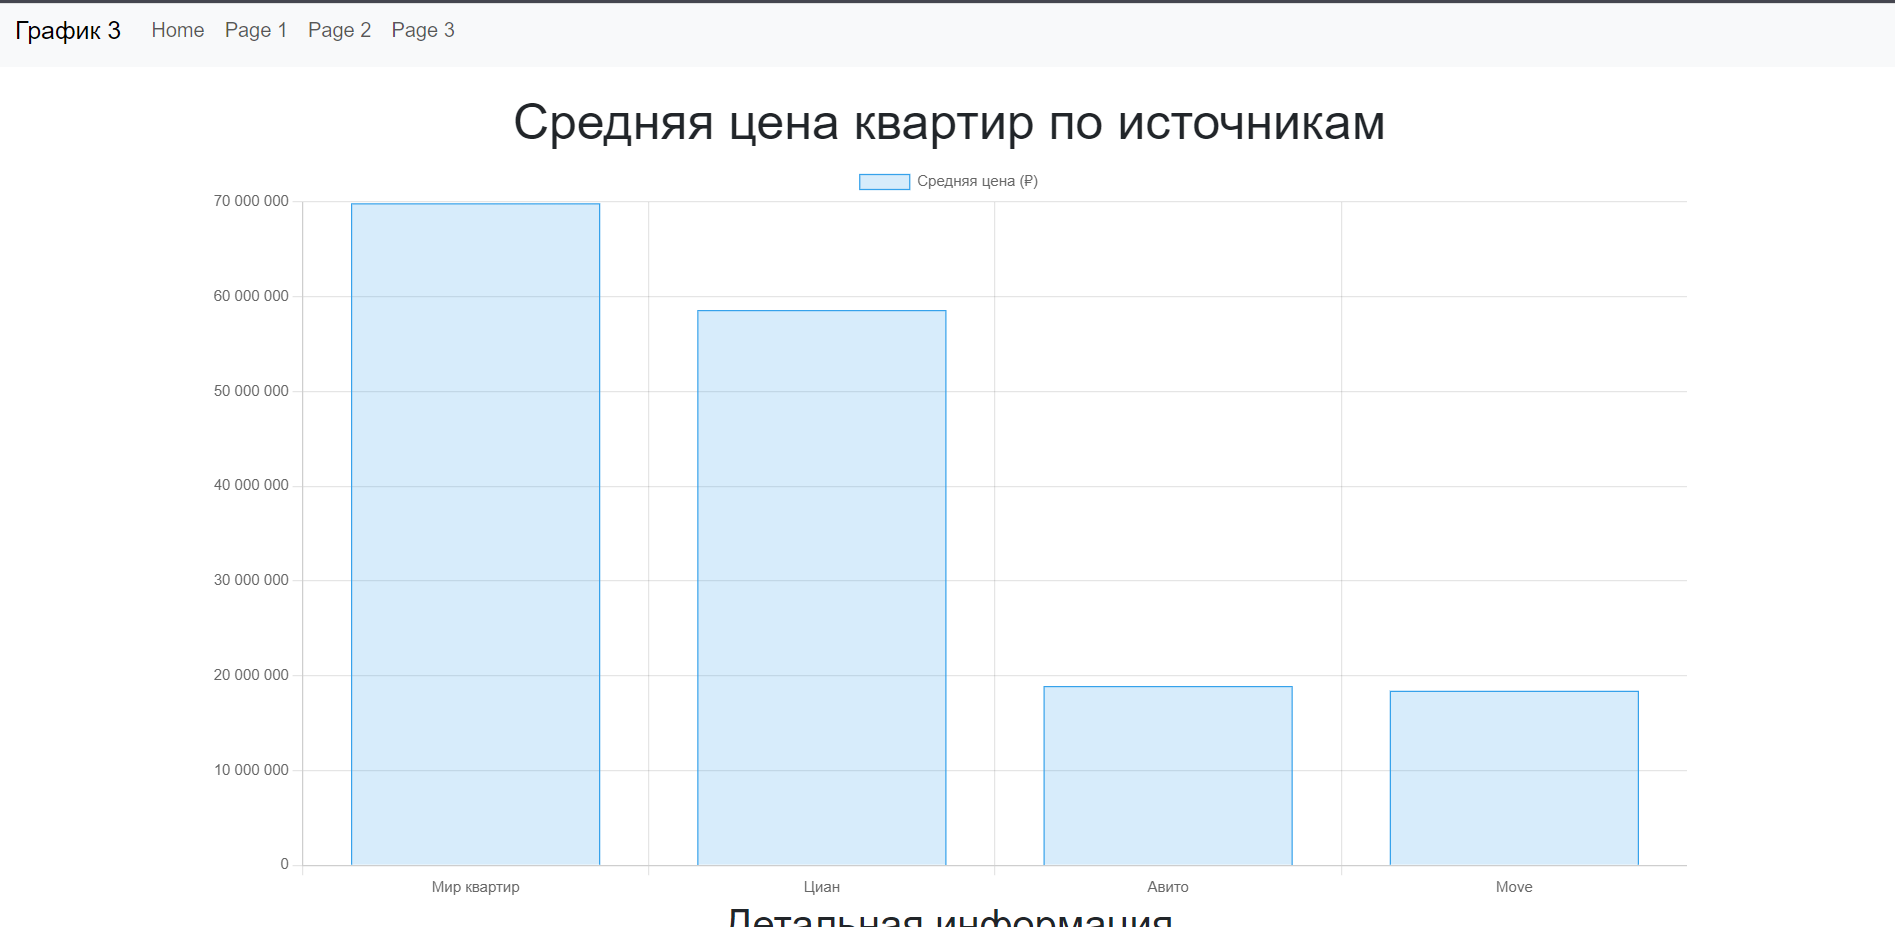 График 3 Home Page 1 Page 2 Page 3
Средняя цена квартир по источникам
Средняя цена (₽)
70 000 000
60 000 000
50 000 000
40 000 000
30 000 000
20 000 000
10 000 000
0
Мир квартир Циан Авито Move
Детальная информация